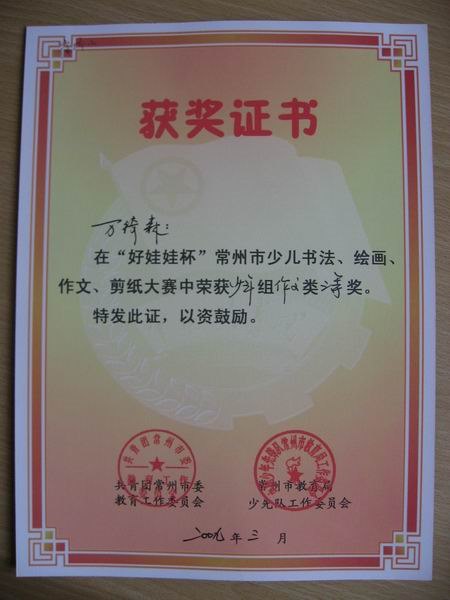 获奖证书
万绮森：
在“好娃娃杯”常州市少儿书法、绘画、
作文、剪纸大赛中荣获少年组作文类三等奖。
特发此证，以资鼓励。
共青团常州市委
教育工作委员会
常州市教育局
少先队工作委员会
二〇〇九年三月